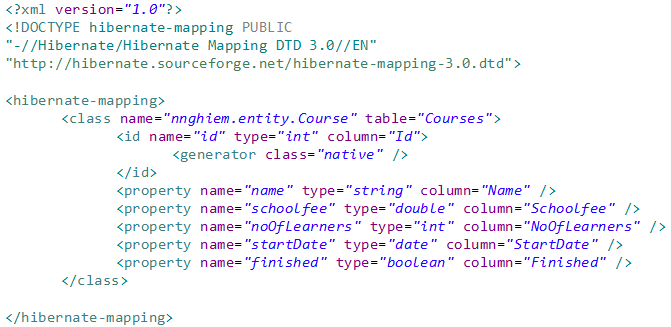 <?xml version="1.0"?>
<!DOCTYPE hibernate-mapping PUBLIC
"-//Hibernate/Hibernate Mapping DTD 3.0//EN"
"http://hibernate.sourceforge.net/hibernate-mapping-3.0.dtd">

<hibernate-mapping>
    <class name="nnghiem.entity.Course" table="Courses">
        <id name="id" type="int" column="Id">
            <generator class="native" />
        </id>
        <property name="name" type="string" column="Name" />
        <property name="schoolfee" type="double" column="Schoolfee" />
        <property name="noOfLearners" type="int" column="NoOfLearners" />
        <property name="startDate" type="date" column="StartDate" />
        <property name="finished" type="boolean" column="Finished" />
    </class>

</hibernate-mapping>